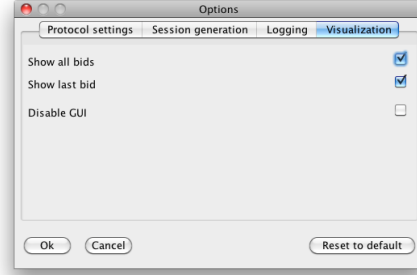 Options
Protocol settings Session generation Logging Visualization
Show all bids
Show last bid
Disable GUI
Ok Cancel Reset to default